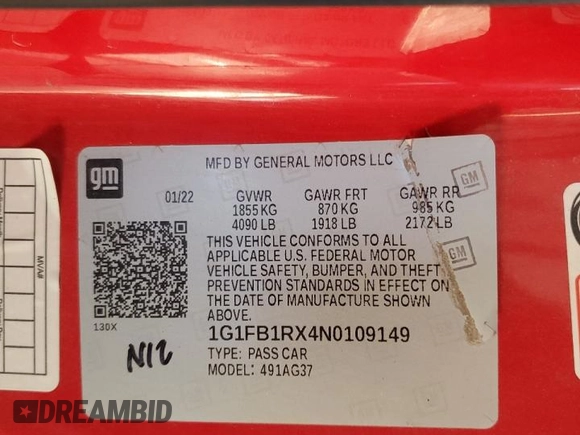 MFD BY GENERAL MOTORS LLC
gm
GM
01/22 GVWR GAWR FRT GAWR RR
1855 KG 870 KG 985 KG
4090 LB 1918 LB 2172 LB
THIS VEHICLE CONFORMS TO ALL
APPLICABLE U.S. FEDERAL MOTOR
VEHICLE SAFETY, BUMPER, AND THEFT
PREVENTION STANDARDS IN EFFECT ON
THE DATE OF MANUFACTURE SHOWN
ABOVE.
GM
MVA#
130X
1G1FB1RX4N0109149
N12
TYPE: PASS CAR
MODEL: 491AG37
DREAMBID